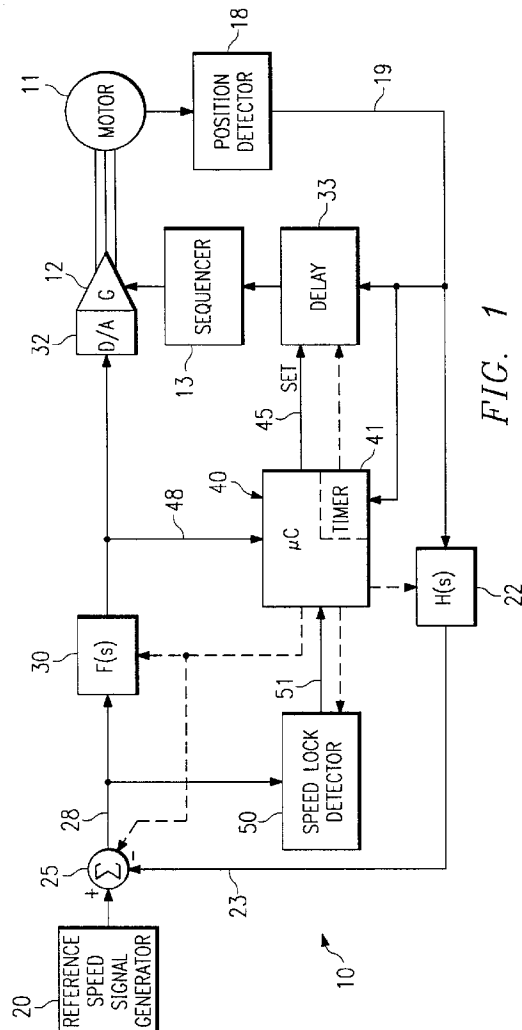 20
REFERENCE
SPEED
SIGNAL
GENERATOR
+
25
Σ
-
28
30
F(s)
48
32
D/A
G
12
11
MOTOR
18
POSITION
DETECTOR
19
13
SEQUENCER
33
DELAY
SET
45
40
μC
TIMER
41
51
50
SPEED LOCK
DETECTOR
23
H(s)
22
10
FIG. 1